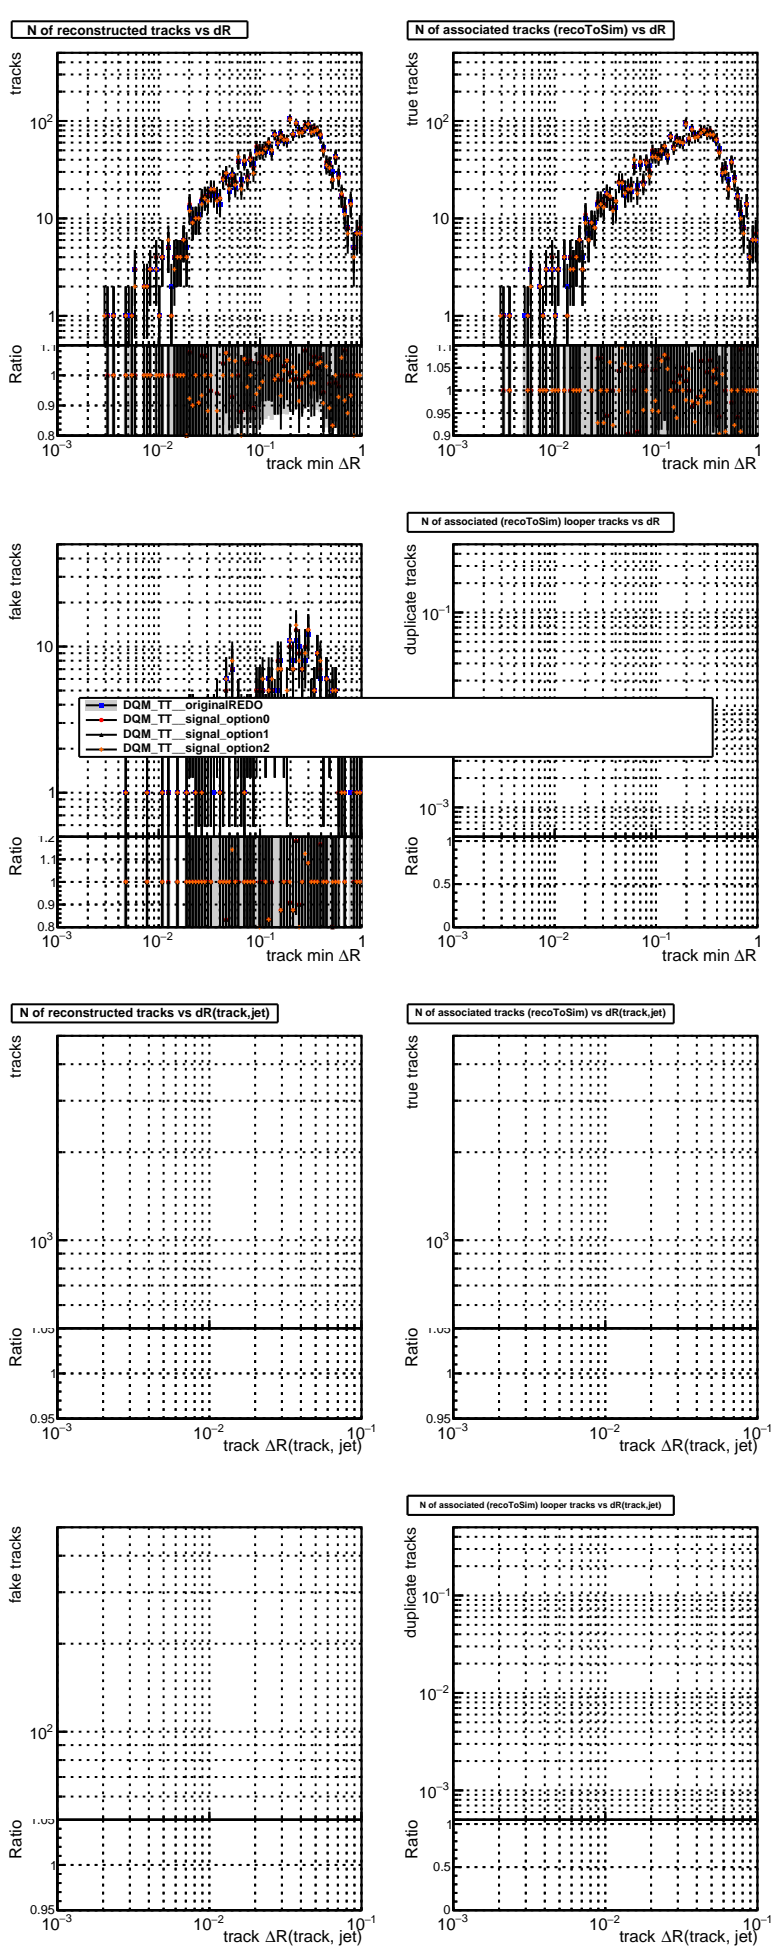 N of reconstructed tracks vs dR
tracks
10²
10
1
Ratio
1.1
1
0.9
0.8
10⁻³ 10⁻² 10⁻¹ 1
track min ΔR
N of associated tracks (recoToSim) vs dR
true tracks
10²
10
1
Ratio
1.05
1
0.95
0.9
10⁻³ 10⁻² 10⁻¹ 1
track min ΔR
fake tracks
10
1
Ratio
1.2
1.1
1
0.9
0.8
10⁻³ 10⁻² 10⁻¹ 1
track min ΔR
N of associated (recoToSim) looper tracks vs dR
duplicate tracks
10⁻¹
10⁻³
Ratio
1
0.5
0
10⁻³ 10⁻² 10⁻¹ 1
track min ΔR
DQM_TT__originalREDO
DQM_TT__signal_option0
DQM_TT__signal_option1
DQM_TT__signal_option2
N of reconstructed tracks vs dR(track,jet)
tracks
10³
Ratio
1.05
1
0.95
10⁻³ 10⁻² 10⁻¹
track ΔR(track, jet)
N of associated tracks (recoToSim) vs dR(track,jet)
true tracks
10³
Ratio
1.05
1
0.95
10⁻³ 10⁻² 10⁻¹
track ΔR(track, jet)
fake tracks
10²
Ratio
1.05
1
0.95
10⁻³ 10⁻² 10⁻¹
track ΔR(track, jet)
N of associated (recoToSim) looper tracks vs dR(track,jet)
duplicate tracks
10⁻¹
10⁻²
10⁻³
Ratio
1
0.5
0
10⁻³ 10⁻² 10⁻¹
track ΔR(track, jet)